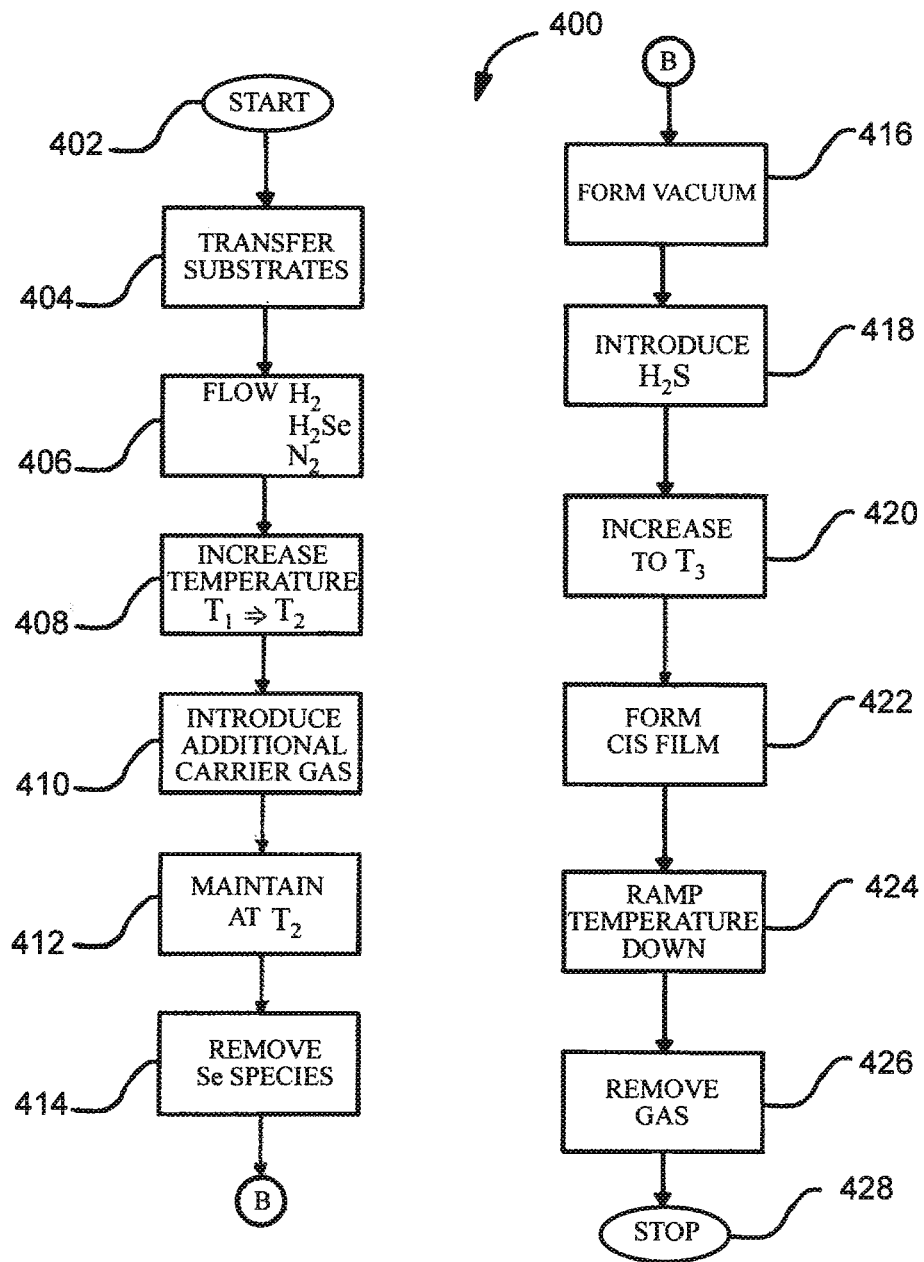 400
START
402
TRANSFER
SUBSTRATES
404
FLOW H₂
H₂Se
N₂
406
INCREASE
TEMPERATURE
T₁ ⇒ T₂
408
INTRODUCE
ADDITIONAL
CARRIER GAS
410
MAINTAIN
AT T₂
412
REMOVE
Se SPECIES
414
B
B
FORM VACUUM
416
INTRODUCE
H₂S
418
INCREASE
TO T₃
420
FORM
CIS FILM
422
RAMP
TEMPERATURE
DOWN
424
REMOVE
GAS
426
STOP
428